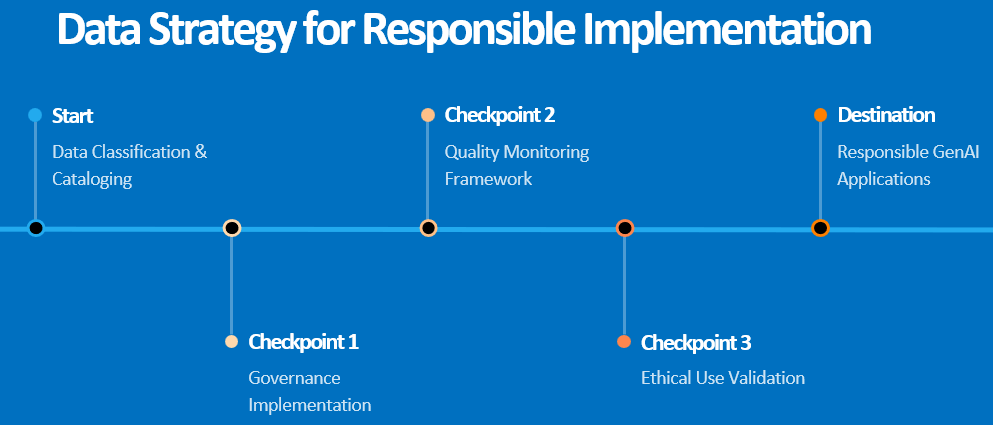 Data Strategy for Responsible Implementation
Start
Data Classification &
Cataloging
Checkpoint 1
Governance
Implementation
Checkpoint 2
Quality Monitoring
Framework
Checkpoint 3
Ethical Use Validation
Destination
Responsible GenAI
Applications